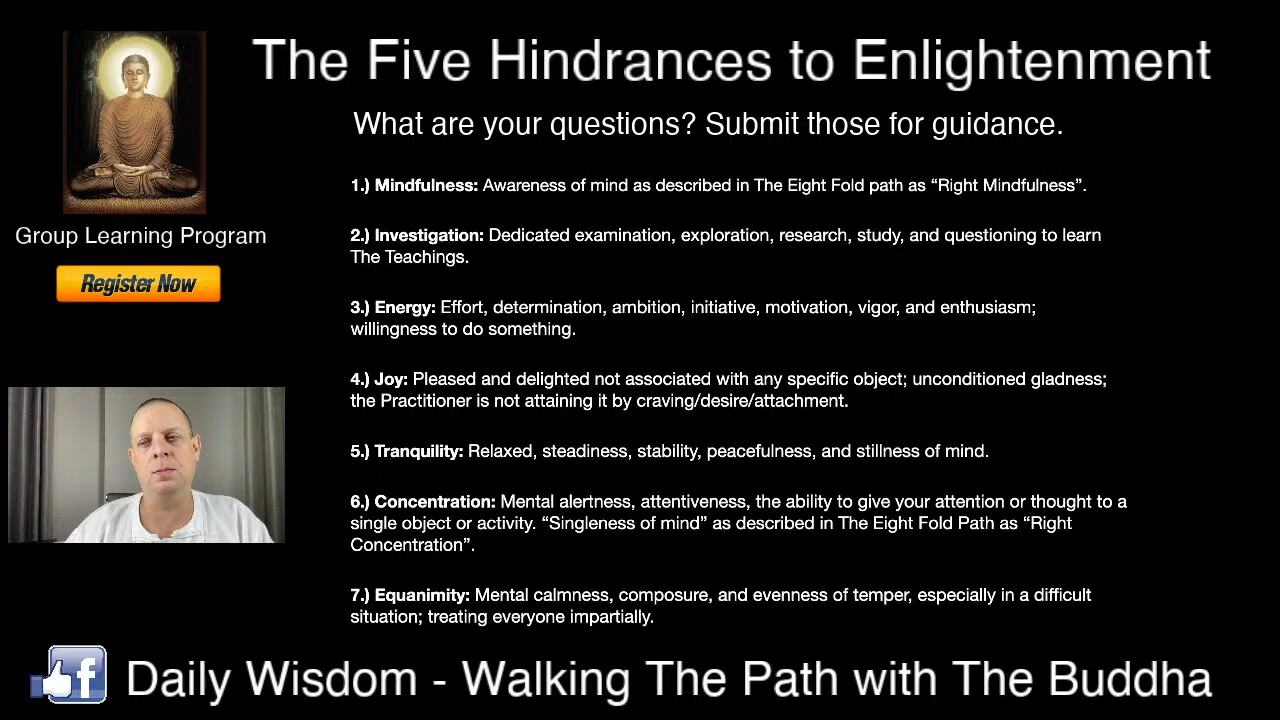 The Five Hindrances to Enlightenment
What are your questions? Submit those for guidance.
Group Learning Program
Register Now
1.) Mindfulness: Awareness of mind as described in The Eight Fold path as “Right Mindfulness”.
2.) Investigation: Dedicated examination, exploration, research, study, and questioning to learn
The Teachings.
3.) Energy: Effort, determination, ambition, initiative, motivation, vigor, and enthusiasm;
willingness to do something.
4.) Joy: Pleased and delighted not associated with any specific object; unconditioned gladness;
the Practitioner is not attaining it by craving/desire/attachment.
5.) Tranquility: Relaxed, steadiness, stability, peacefulness, and stillness of mind.
6.) Concentration: Mental alertness, attentiveness, the ability to give your attention or thought to a
single object or activity. “Singleness of mind” as described in The Eight Fold Path as “Right
Concentration”.
7.) Equanimity: Mental calmness, composure, and evenness of temper, especially in a difficult
situation; treating everyone impartially.
f
Daily Wisdom - Walking The Path with The Buddha